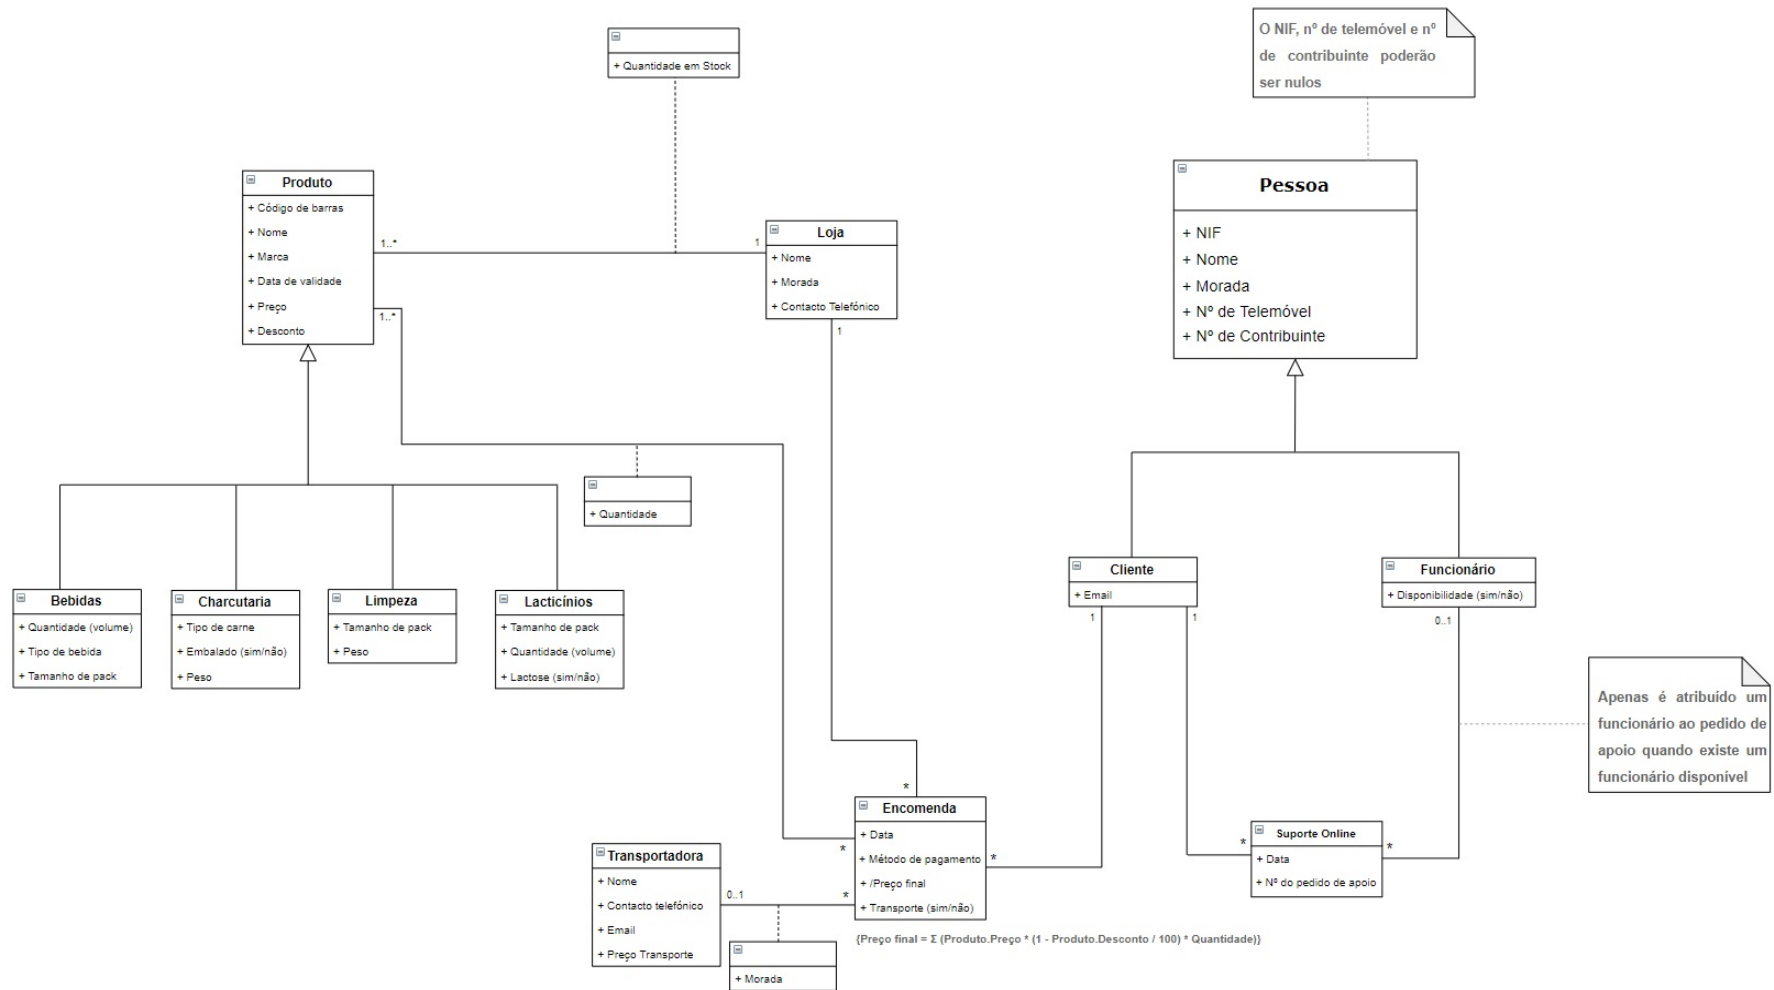 O NIF, nº de telemóvel e nº
de contribuinte poderão
ser nulos
+ Quantidade em Stock
Produto
+ Código de barras
+ Nome
+ Marca
+ Data de validade
+ Preço
+ Desconto
1..*
1
1..*
Loja
+ Nome
+ Morada
+ Contacto Telefónico
1
Pessoa
+ NIF
+ Nome
+ Morada
+ Nº de Telemóvel
+ Nº de Contribuinte
+ Quantidade
Bebidas
+ Quantidade (volume)
+ Tipo de bebida
+ Tamanho de pack
Charcutaria
+ Tipo de carne
+ Embalado (sim/não)
+ Peso
Limpeza
+ Tamanho de pack
+ Peso
Lacticínios
+ Tamanho de pack
+ Quantidade (volume)
+ Lactose (sim/não)
Cliente
+ Email
1
1
Funcionário
+ Disponibilidade (sim/não)
0..1
Apenas é atribuído um
funcionário ao pedido de
apoio quando existe um
funcionário disponível
*
Encomenda
+ Data
+ Método de pagamento
+ /Preço final
+ Transporte (sim/não)
*
*
*
Suporte Online
+ Data
+ Nº do pedido de apoio
*
*
Transportadora
+ Nome
+ Contacto telefónico
+ Email
+ Preço Transporte
0..1
+ Morada
{Preço final = Σ (Produto.Preço * (1 - Produto.Desconto / 100) * Quantidade)}